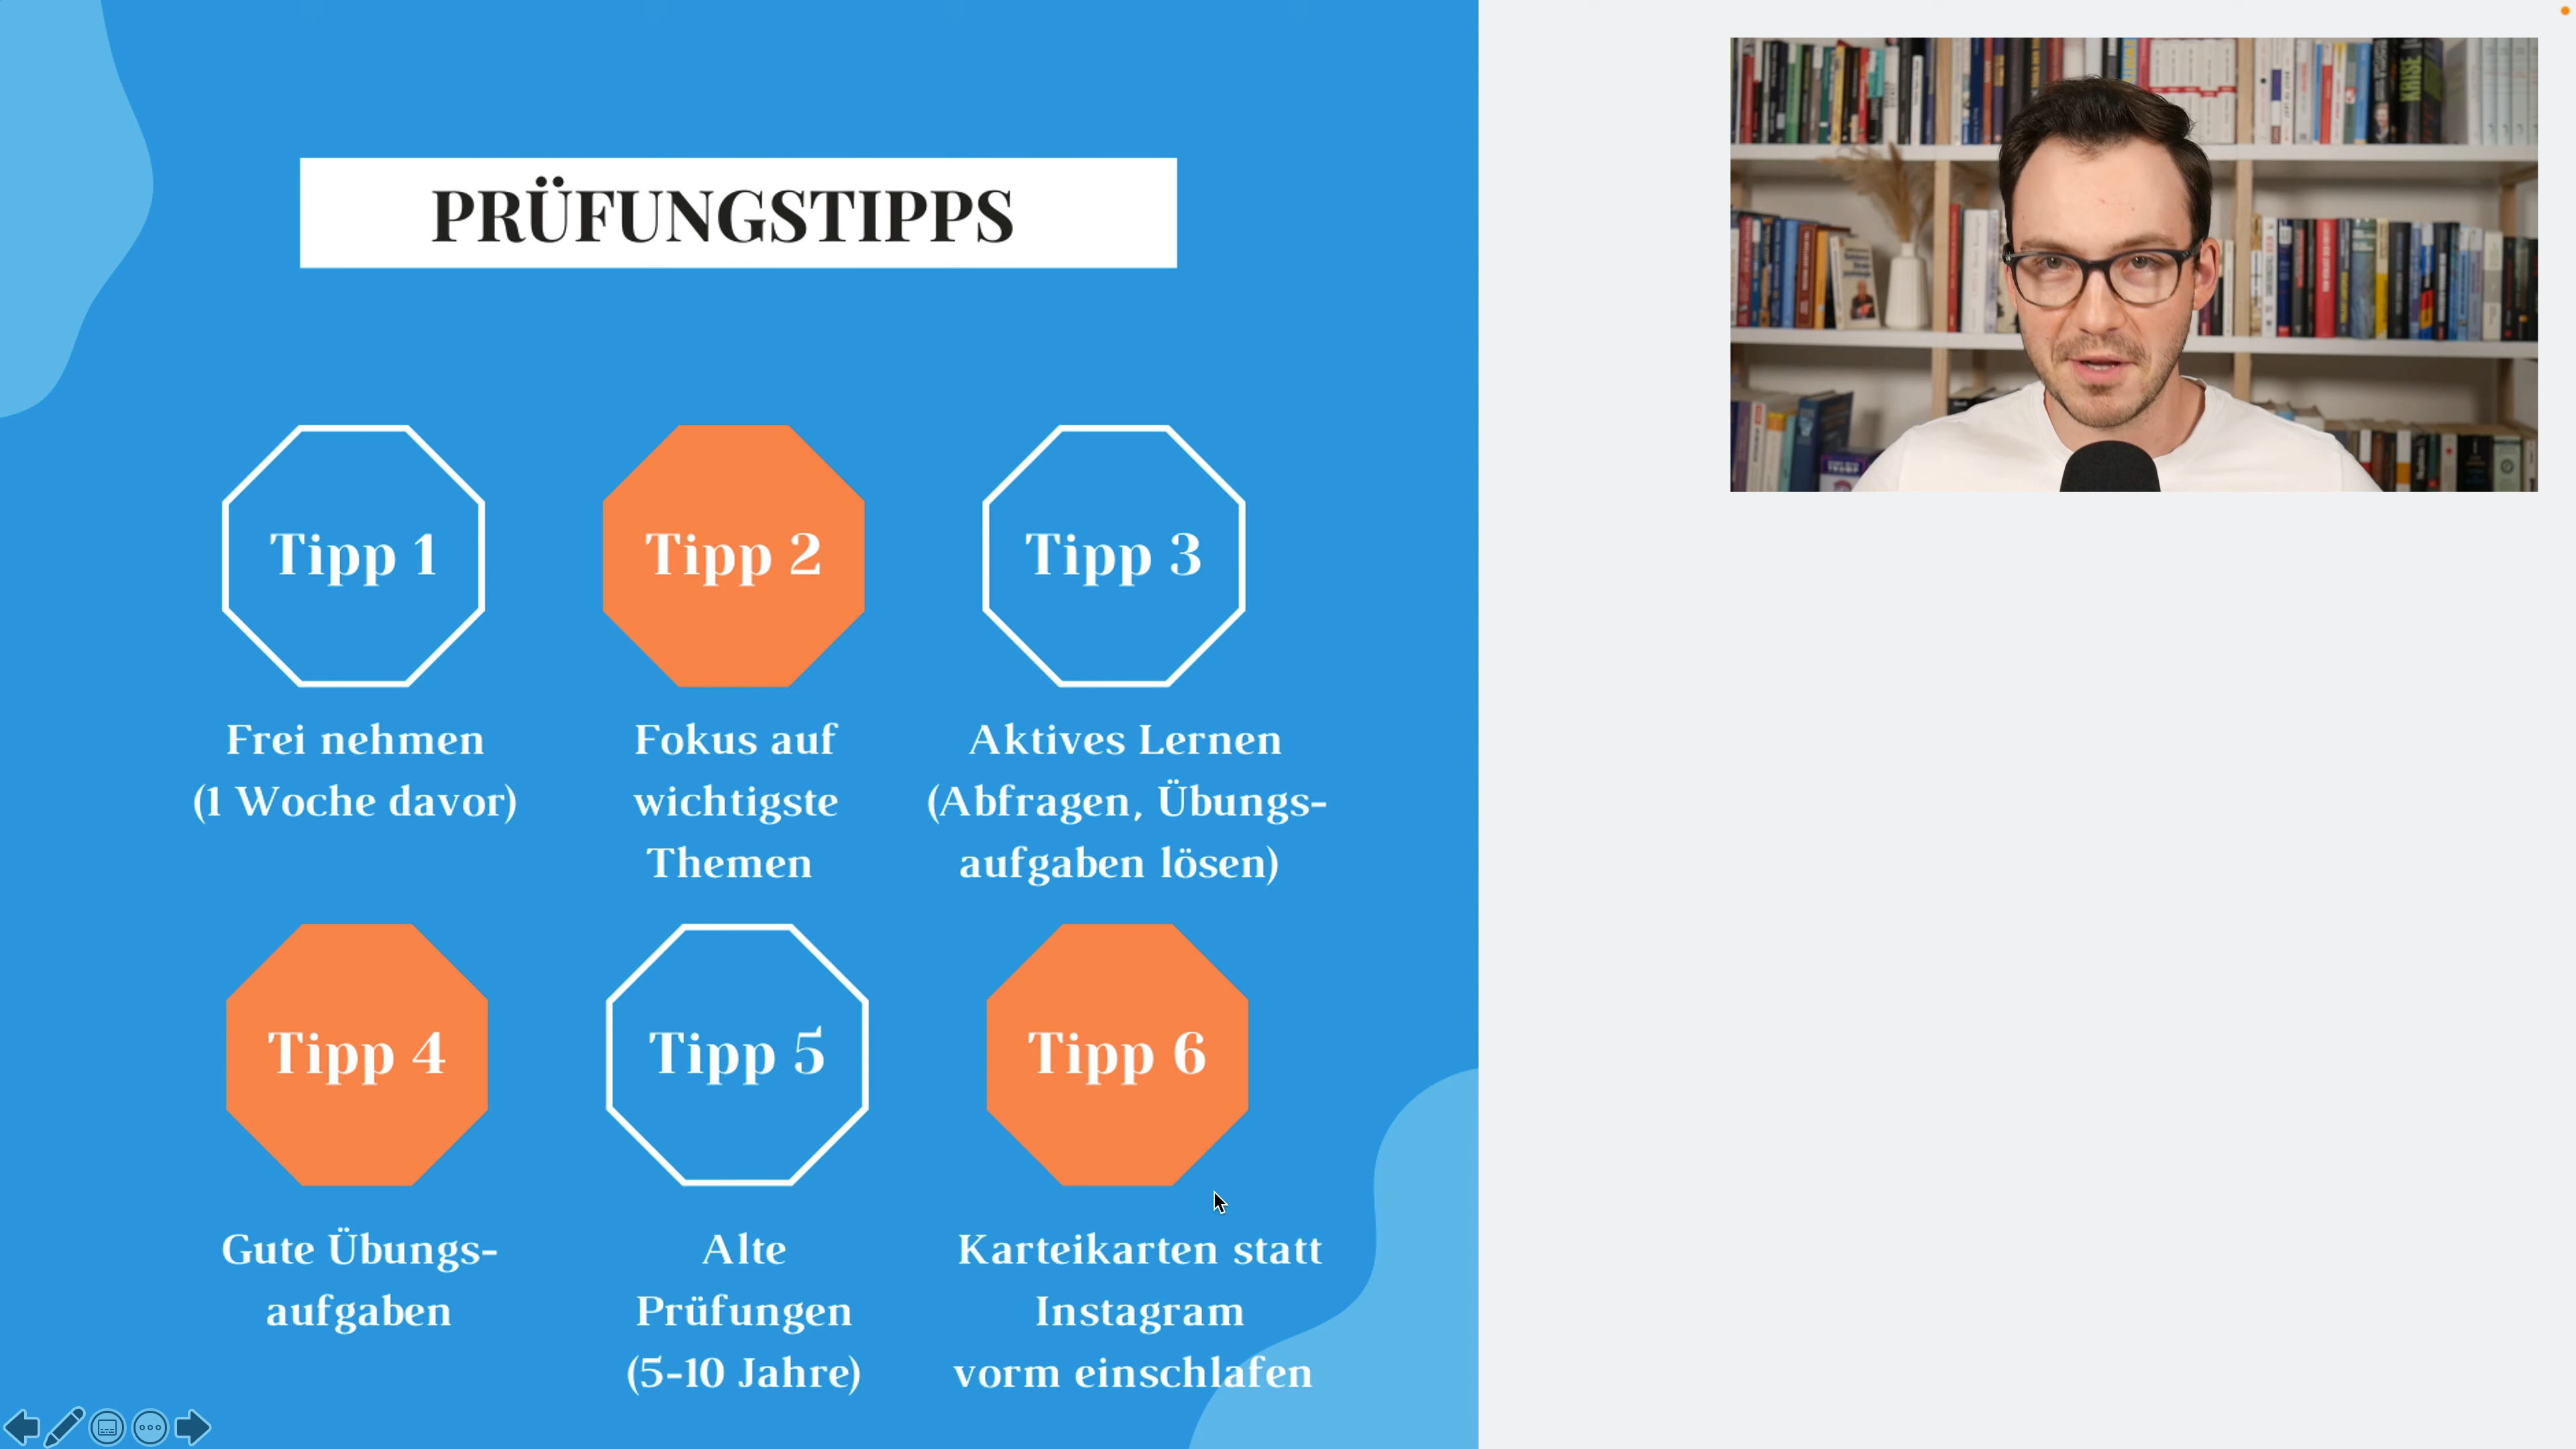 PRÜFUNGSTIPPS
Tipp 1
Frei nehmen
(1 Woche davor)
Tipp 2
Fokus auf
wichtigste
Themen
Tipp 3
Aktives Lernen
(Abfragen, Übungs-
aufgaben lösen)
Tipp 4
Gute Übungs-
aufgaben
Tipp 5
Alte
Prüfungen
(5-10 Jahre)
Tipp 6
Karteikarten statt
Instagram
vorm einschlafen
KRISE